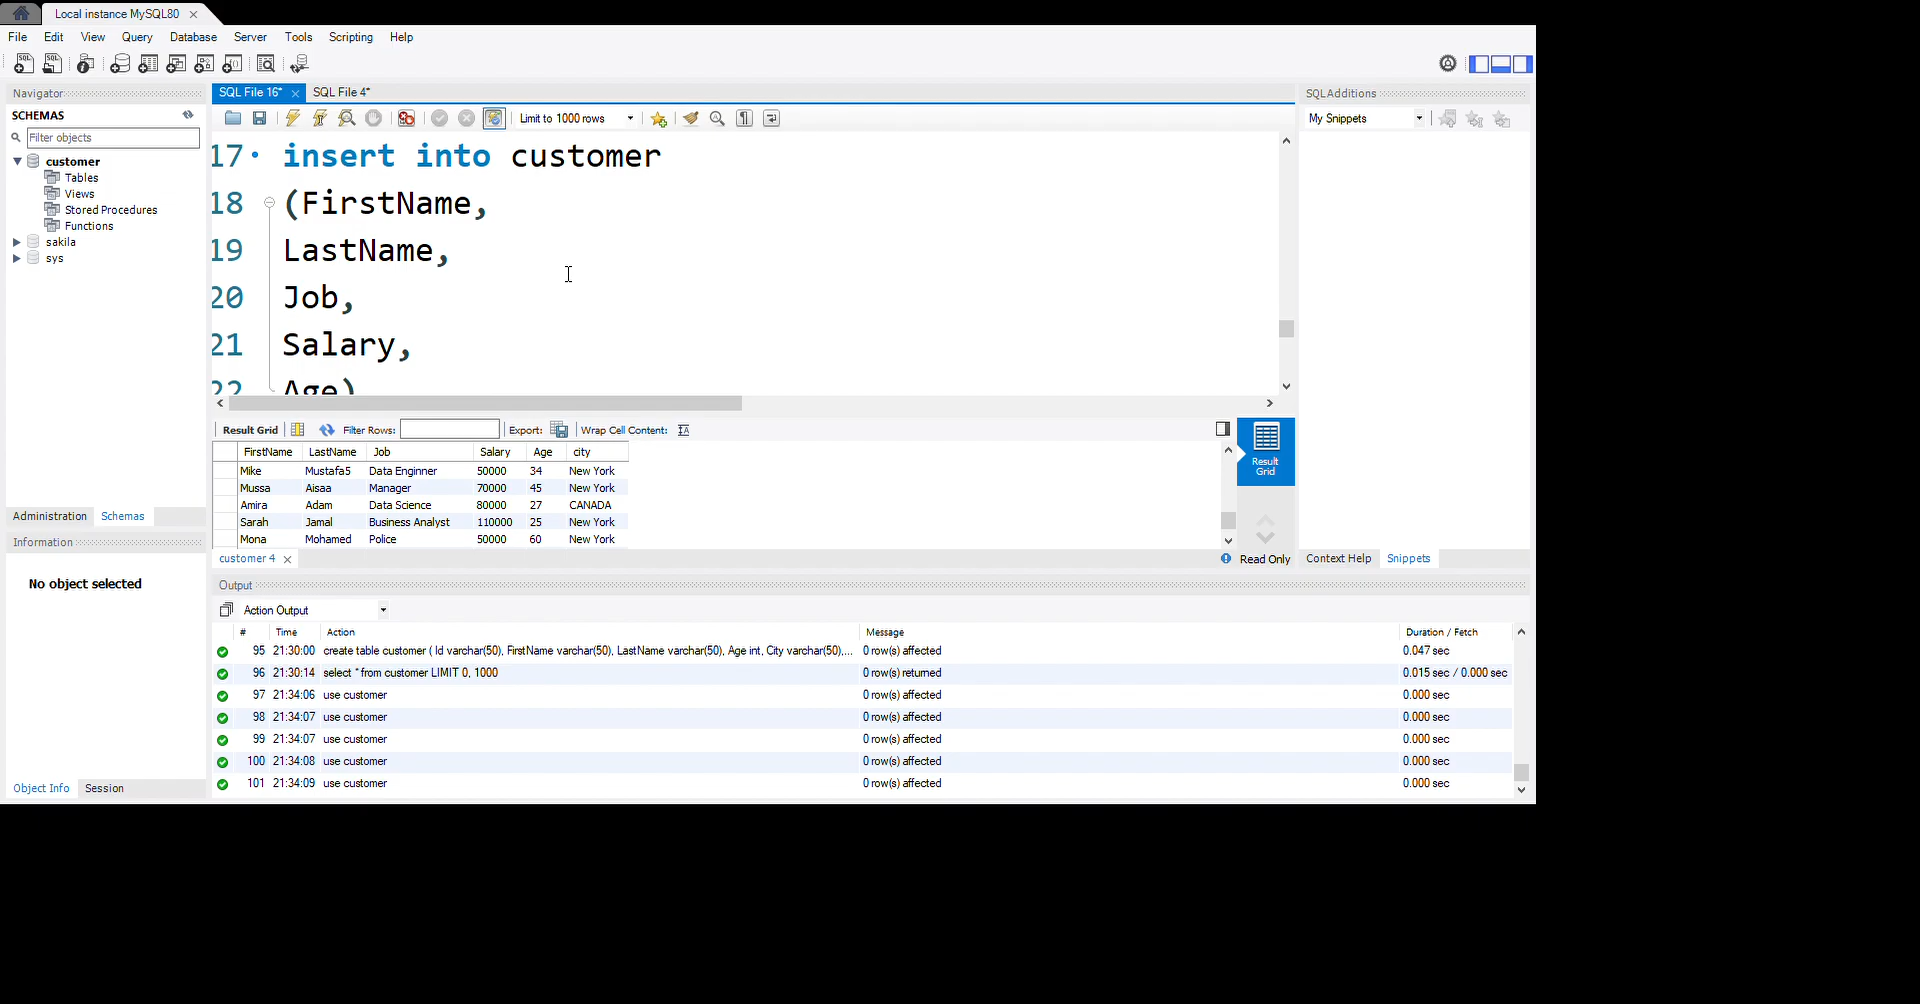 Local instance MySQL80
File Edit View Query Database Server Tools Scripting Help
Navigator
SCHEMAS
Filter objects
customer
Tables
Views
Stored Procedures
Functions
sakila
sys
Administration Schemas
Information
No object selected
Object Info Session
SQL File 16* SQL File 4*
Limit to 1000 rows
17 insert into customer
18 (FirstName,
19 LastName,
20 Job,
21 Salary,
22 Age)
Result Grid Filter Rows: Export: Wrap Cell Content:
FirstName LastName Job Salary Age city
Mike Mustafa5 Data Enginner 50000 34 New York
Mussa Aisaa Manager 70000 45 New York
Amira Adam Data Science 80000 27 CANADA
Sarah Jamal Business Analyst 110000 25 New York
Mona Mohamed Police 50000 60 New York
Result
Grid
customer 4
Read Only
SQLAdditions
My Snippets
Context Help Snippets
Output
Action Output
# Time Action Message Duration / Fetch
95 21:30:00 create table customer ( Id varchar(50), FirstName varchar(50), LastName varchar(50), Age int, City varchar(50),... 0 row(s) affected 0.047 sec
96 21:30:14 select * from customer LIMIT 0, 1000 0 row(s) returned 0.015 sec / 0.000 sec
97 21:34:06 use customer 0 row(s) affected 0.000 sec
98 21:34:07 use customer 0 row(s) affected 0.000 sec
99 21:34:07 use customer 0 row(s) affected 0.000 sec
100 21:34:08 use customer 0 row(s) affected 0.000 sec
101 21:34:09 use customer 0 row(s) affected 0.000 sec